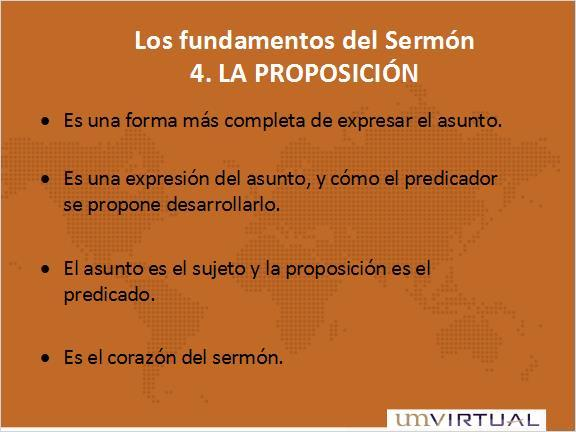 Los fundamentos del Sermón
4. LA PROPOSICIÓN
• Es una forma más completa de expresar el asunto.
• Es una expresión del asunto, y cómo el predicador
se propone desarrollarlo.
• El asunto es el sujeto y la proposición es el
predicado.
• Es el corazón del sermón.
umVIRTUAL